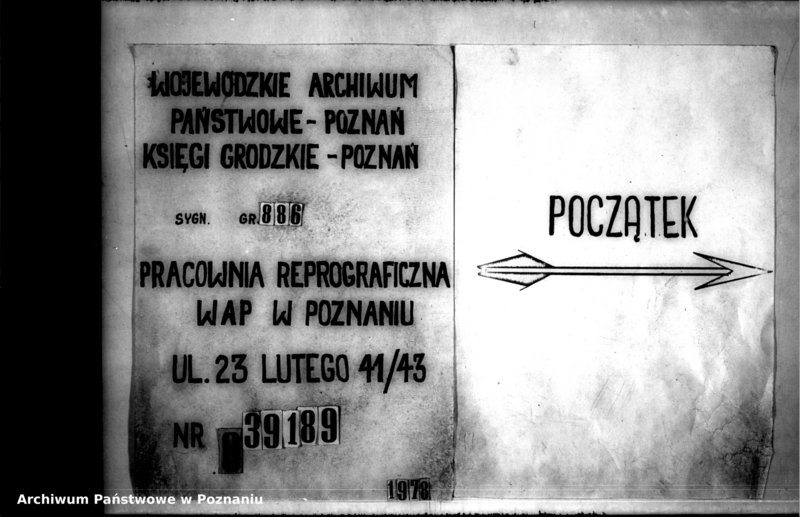 WOJEWÓDZKIE ARCHIWUM
PAŃSTWOWE - POZNAŃ
KSIĘGI GRODZKIE - POZNAŃ
SYGN. GR. 886
PRACOWNIA REPROGRAFICZNA
WAP W POZNANIU
UL. 23 LUTEGO 41/43
NR 039189
1978
POCZĄTEK
Archiwum Państwowe w Poznaniu